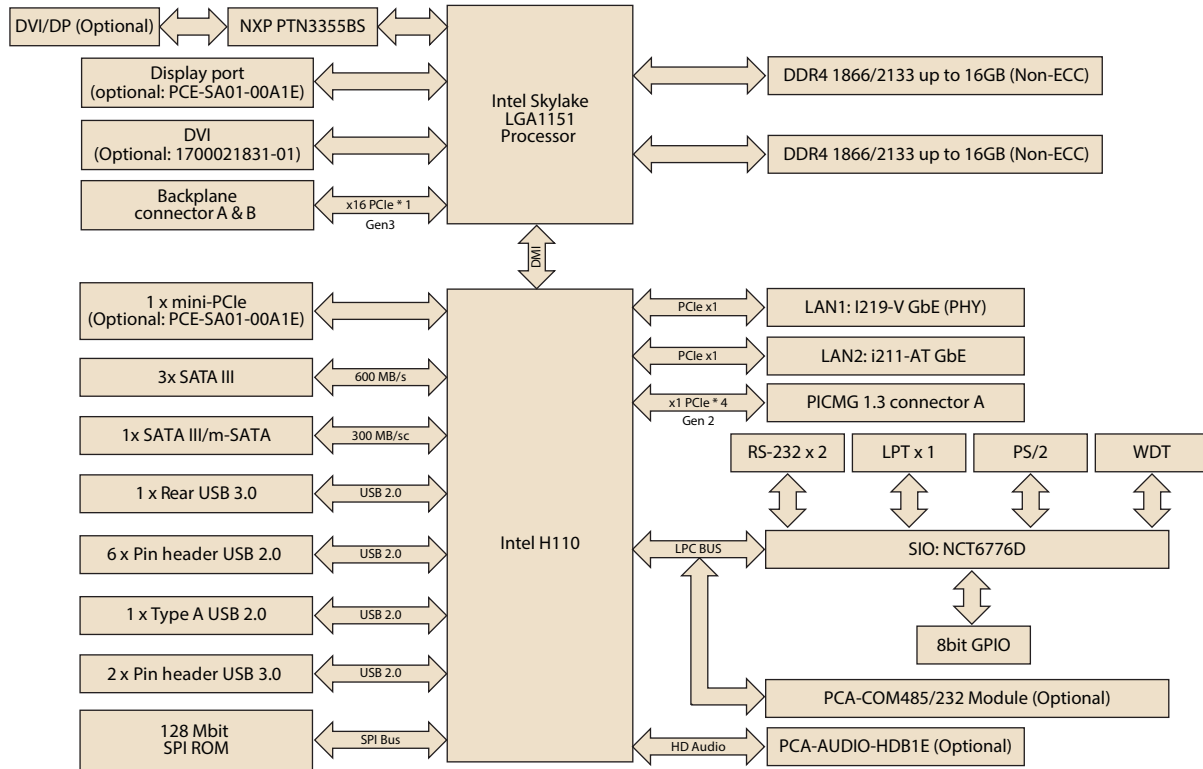 DVI/DP (Optional)
NXP PTN3355BS
Display port
(optional: PCE-SA01-00A1E)
DVI
(Optional: 1700021831-01)
Backplane
connector A & B
x16 PCIe * 1
Gen3
Intel Skylake
LGA1151
Processor
DDR4 1866/2133 up to 16GB (Non-ECC)
DDR4 1866/2133 up to 16GB (Non-ECC)
DMI
1 x mini-PCIe
(Optional: PCE-SA01-00A1E)
3x SATA III
600 MB/s
1x SATA III/m-SATA
300 MB/sc
1 x Rear USB 3.0
USB 2.0
6 x Pin header USB 2.0
USB 2.0
1 x Type A USB 2.0
USB 2.0
2 x Pin header USB 3.0
USB 2.0
128 Mbit
SPI ROM
SPI Bus
Intel H110
PCIe x1
LAN1: I219-V GbE (PHY)
PCIe x1
LAN2: i211-AT GbE
x1 PCIe * 4
Gen 2
PICMG 1.3 connector A
RS-232 x 2
LPT x 1
PS/2
WDT
LPC BUS
SIO: NCT6776D
8bit GPIO
PCA-COM485/232 Module (Optional)
HD Audio
PCA-AUDIO-HDB1E (Optional)